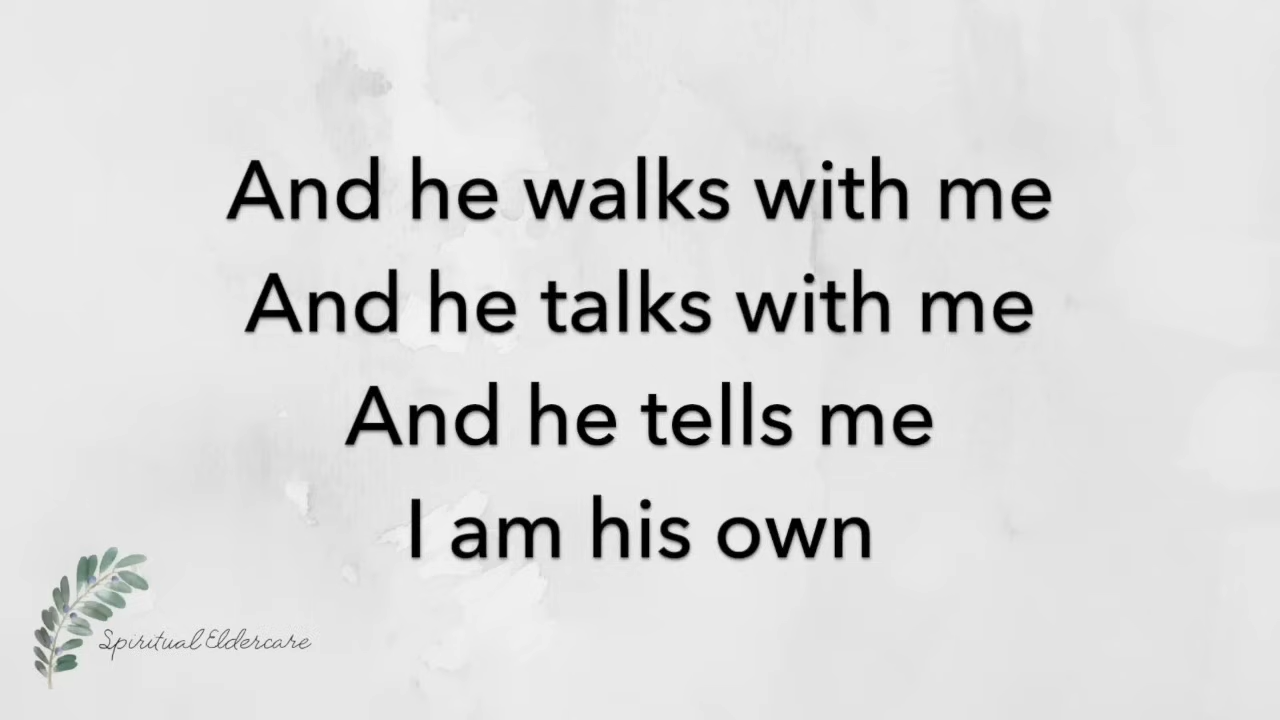 And he walks with me
And he talks with me
And he tells me
I am his own
Spiritual Eldercare